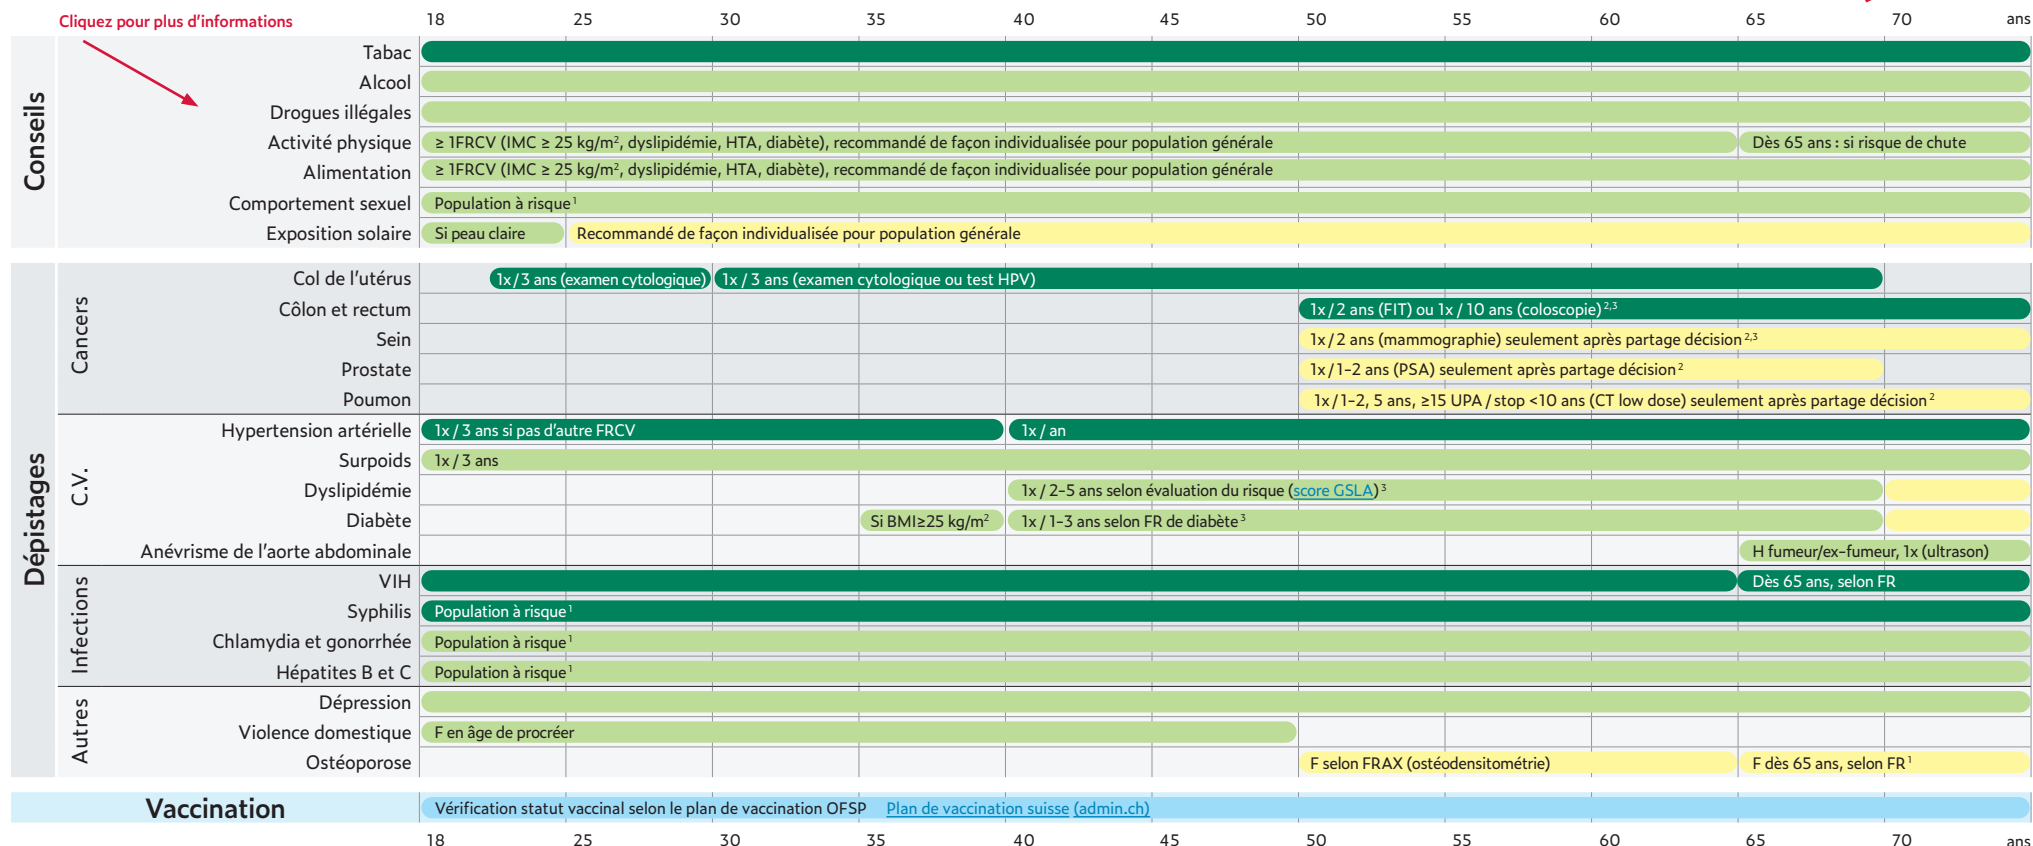 Cliquez pour plus d'informations
18 25 30 35 40 45 50 55 60 65 70 ans
Conseils
Tabac
Alcool
Drogues illégales
Activité physique ≥ 1FRCV (IMC ≥ 25 kg/m², dyslipidémie, HTA, diabète), recommandé de façon individualisée pour population générale Dès 65 ans : si risque de chute
Alimentation ≥ 1FRCV (IMC ≥ 25 kg/m², dyslipidémie, HTA, diabète), recommandé de façon individualisée pour population générale
Comportement sexuel Population à risque¹
Exposition solaire Si peau claire Recommandé de façon individualisée pour population générale
Dépistages
Cancers
Col de l'utérus 1x / 3 ans (examen cytologique) 1x / 3 ans (examen cytologique ou test HPV)
Côlon et rectum 1x / 2 ans (FIT) ou 1x / 10 ans (coloscopie)²,³
Sein 1x / 2 ans (mammographie) seulement après partage décision²,³
Prostate 1x / 1-2 ans (PSA) seulement après partage décision²
Poumon 1x / 1-2, 5 ans, ≥15 UPA / stop <10 ans (CT low dose) seulement après partage décision²
C.V.
Hypertension artérielle 1x / 3 ans si pas d'autre FRCV 1x / an
Surpoids 1x / 3 ans
Dyslipidémie 1x / 2-5 ans selon évaluation du risque (score GSLA)³
Diabète Si BMI≥25 kg/m² 1x / 1-3 ans selon FR de diabète³
Anévrisme de l'aorte abdominale H fumeur/ex-fumeur, 1x (ultrason)
Infections
VIH Dès 65 ans, selon FR
Syphilis Population à risque¹
Chlamydia et gonorrhée Population à risque¹
Hépatites B et C Population à risque¹
Autres
Dépression
Violence domestique F en âge de procréer
Ostéoporose F selon FRAX (ostéodensitométrie) F dès 65 ans, selon FR¹
Vaccination Vérification statut vaccinal selon le plan de vaccination OFSP Plan de vaccination suisse (admin.ch)
18 25 30 35 40 45 50 55 60 65 70 ans